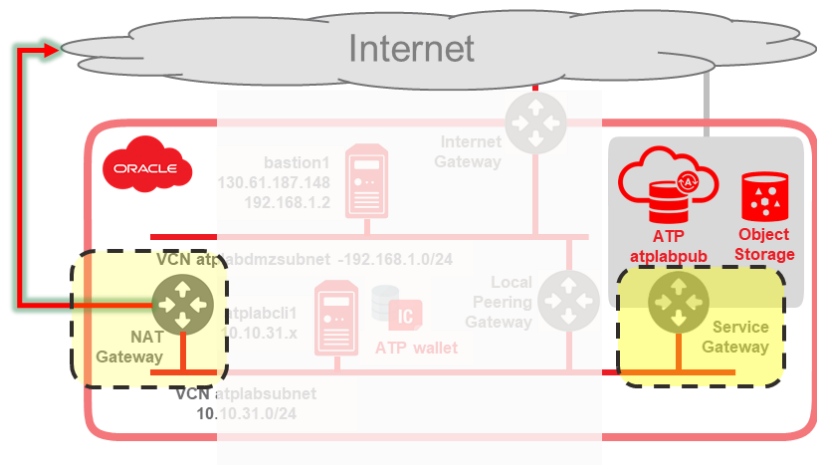 Internet
ORACLE
Internet
Gateway
bastion1
130.61.187.148
192.168.1.2
ATP
atplabpub
Object
Storage
VCN atplabdmzsubnet -192.168.1.0/24
NAT
Gateway
atplabcli1
10.10.31.x
IC
ATP wallet
Local
Peering
Gateway
Service
Gateway
VCN atplabsubnet
10.10.31.0/24